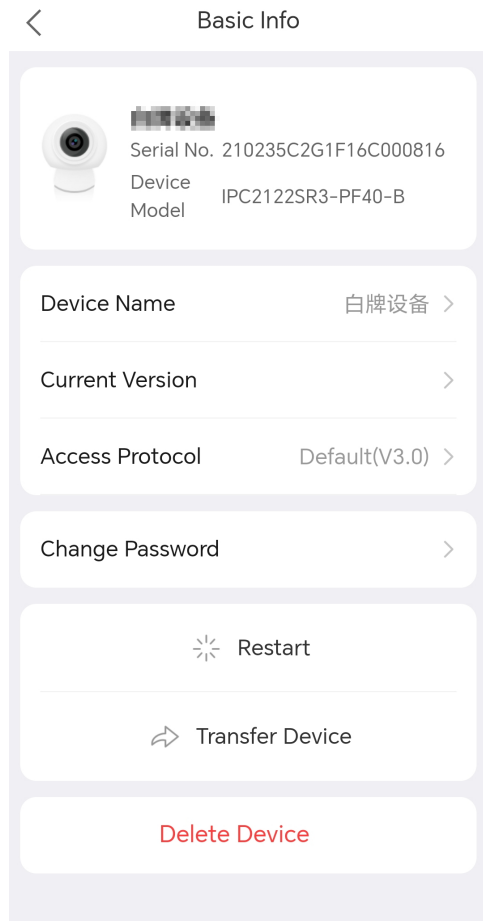 Basic Info
Serial No. 210235C2G1F16C000816
Device Model IPC2122SR3-PF40-B
Device Name 白牌设备
Current Version
Access Protocol Default(V3.0)
Change Password
Restart
Transfer Device
Delete Device